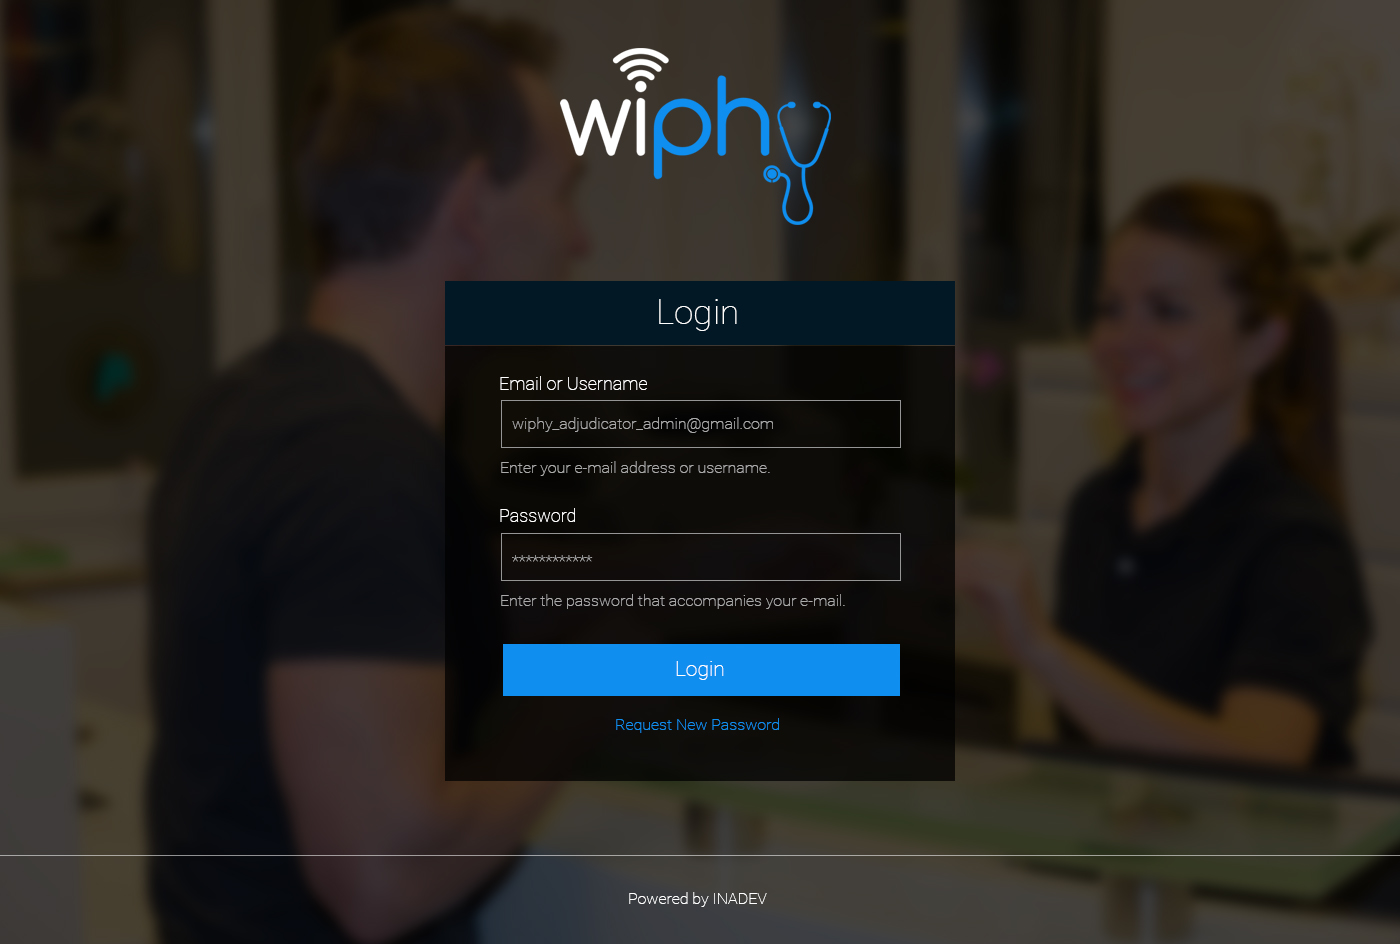 wiphy
Login
Email or Username
wiphy_adjudicator_admin@gmail.com
Enter your e-mail address or username.
Password
************
Enter the password that accompanies your e-mail.
Login
Request New Password
Powered by INADEV